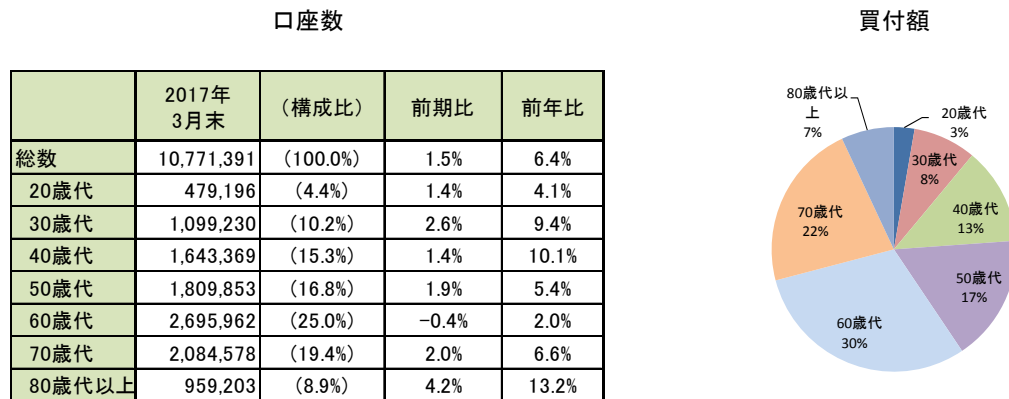 口座数
2017年
3月末
（構成比）
前期比
前年比
総数 10,771,391 （100.0%） 1.5% 6.4%
20歳代 479,196 （4.4%） 1.4% 4.1%
30歳代 1,099,230 （10.2%） 2.6% 9.4%
40歳代 1,643,369 （15.3%） 1.4% 10.1%
50歳代 1,809,853 （16.8%） 1.9% 5.4%
60歳代 2,695,962 （25.0%） −0.4% 2.0%
70歳代 2,084,578 （19.4%） 2.0% 6.6%
80歳代以上 959,203 （8.9%） 4.2% 13.2%
買付額
20歳代
3%
30歳代
8%
40歳代
13%
50歳代
17%
60歳代
30%
70歳代
22%
80歳代以
上
7%